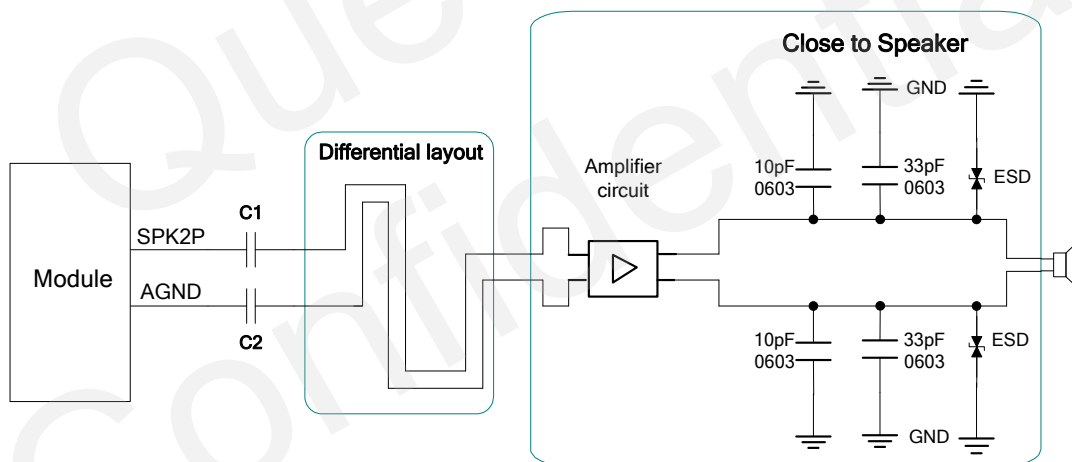 Close to Speaker
GND
Differential layout
Amplifier
circuit
10pF
0603
33pF
0603
ESD
C1
SPK2P
Module
AGND
C2
10pF
0603
33pF
0603
ESD
GND
Confidential